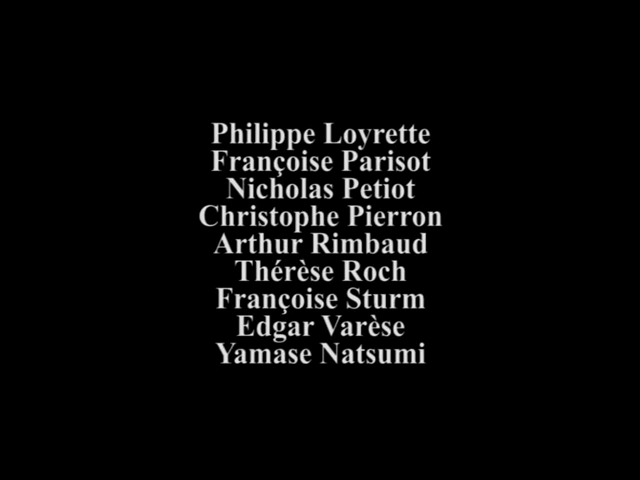 Philippe Loyrette
Françoise Parisot
Nicholas Petiot
Christophe Pierron
Arthur Rimbaud
Thérèse Roch
Françoise Sturm
Edgar Varèse
Yamase Natsumi